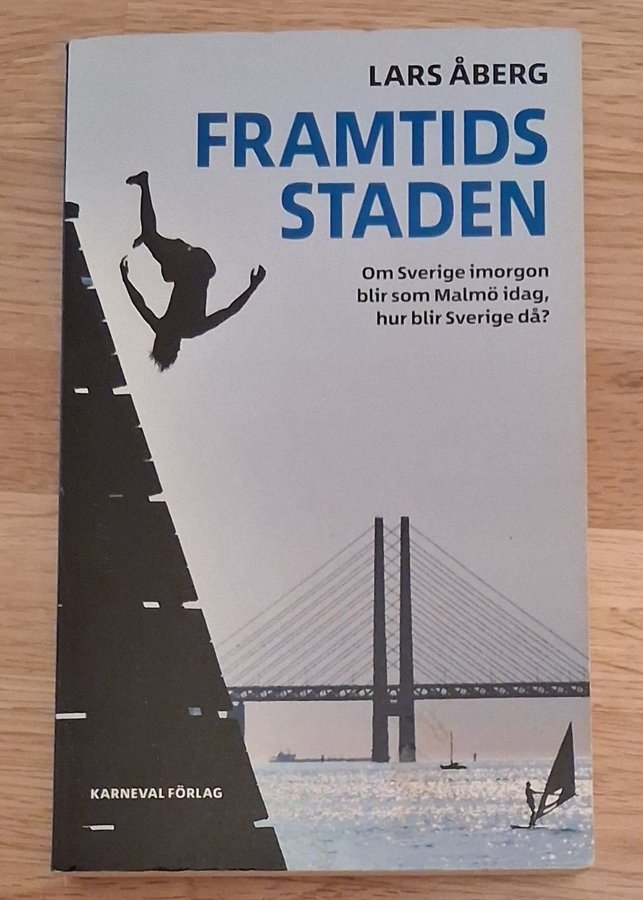 LARS ÅBERG
FRAMTIDS
STADEN
Om Sverige imorgon
blir som Malmö idag,
hur blir Sverige då?
KARNEVAL FÖRLAG